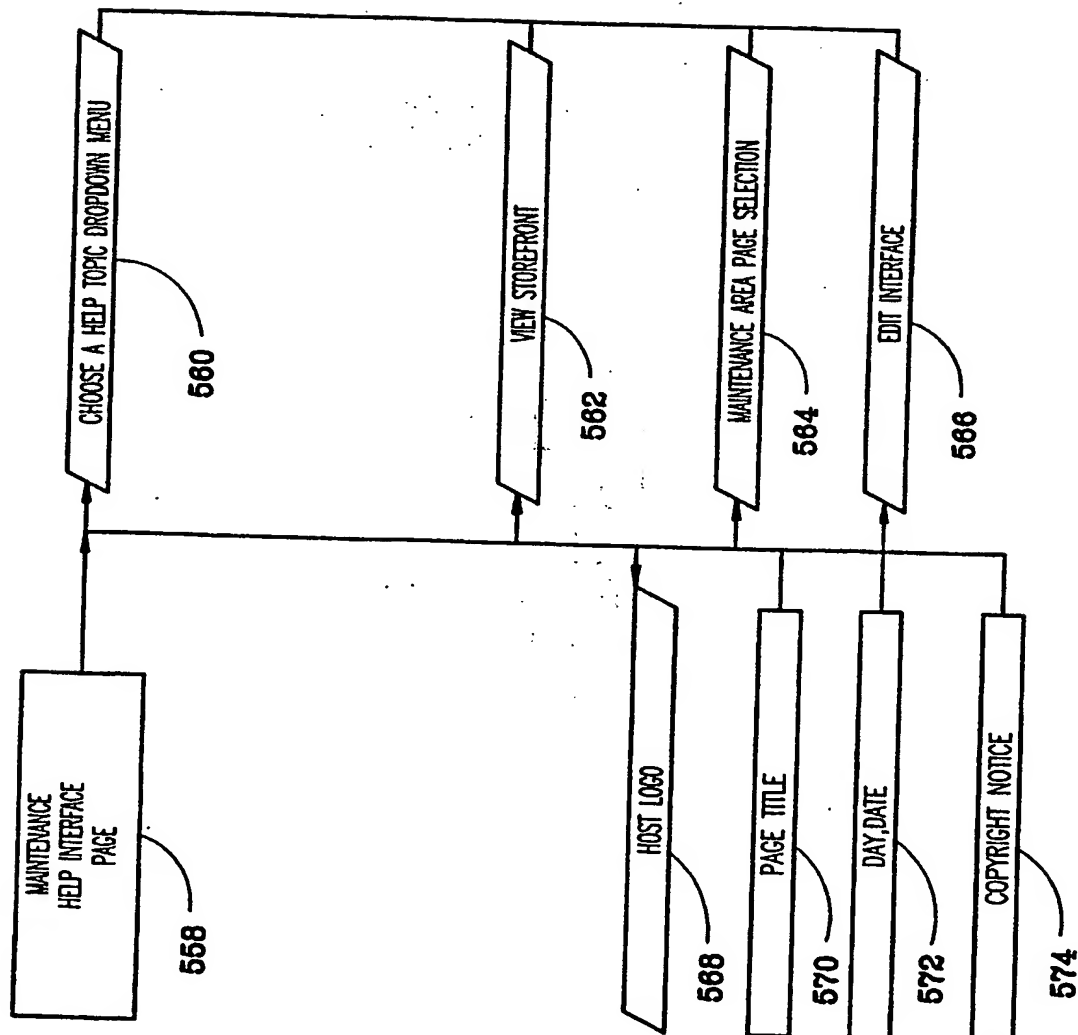 MAINTENANCE
HELP INTERFACE
PAGE
558
CHOOSE A HELP TOPIC DROPDOWN MENU
560
VIEW STOREFRONT
562
MAINTENANCE AREA PAGE SELECTION
564
EDIT INTERFACE
566
HOST LOGO
568
PAGE TITLE
570
DAY,DATE
572
COPYRIGHT NOTICE
574